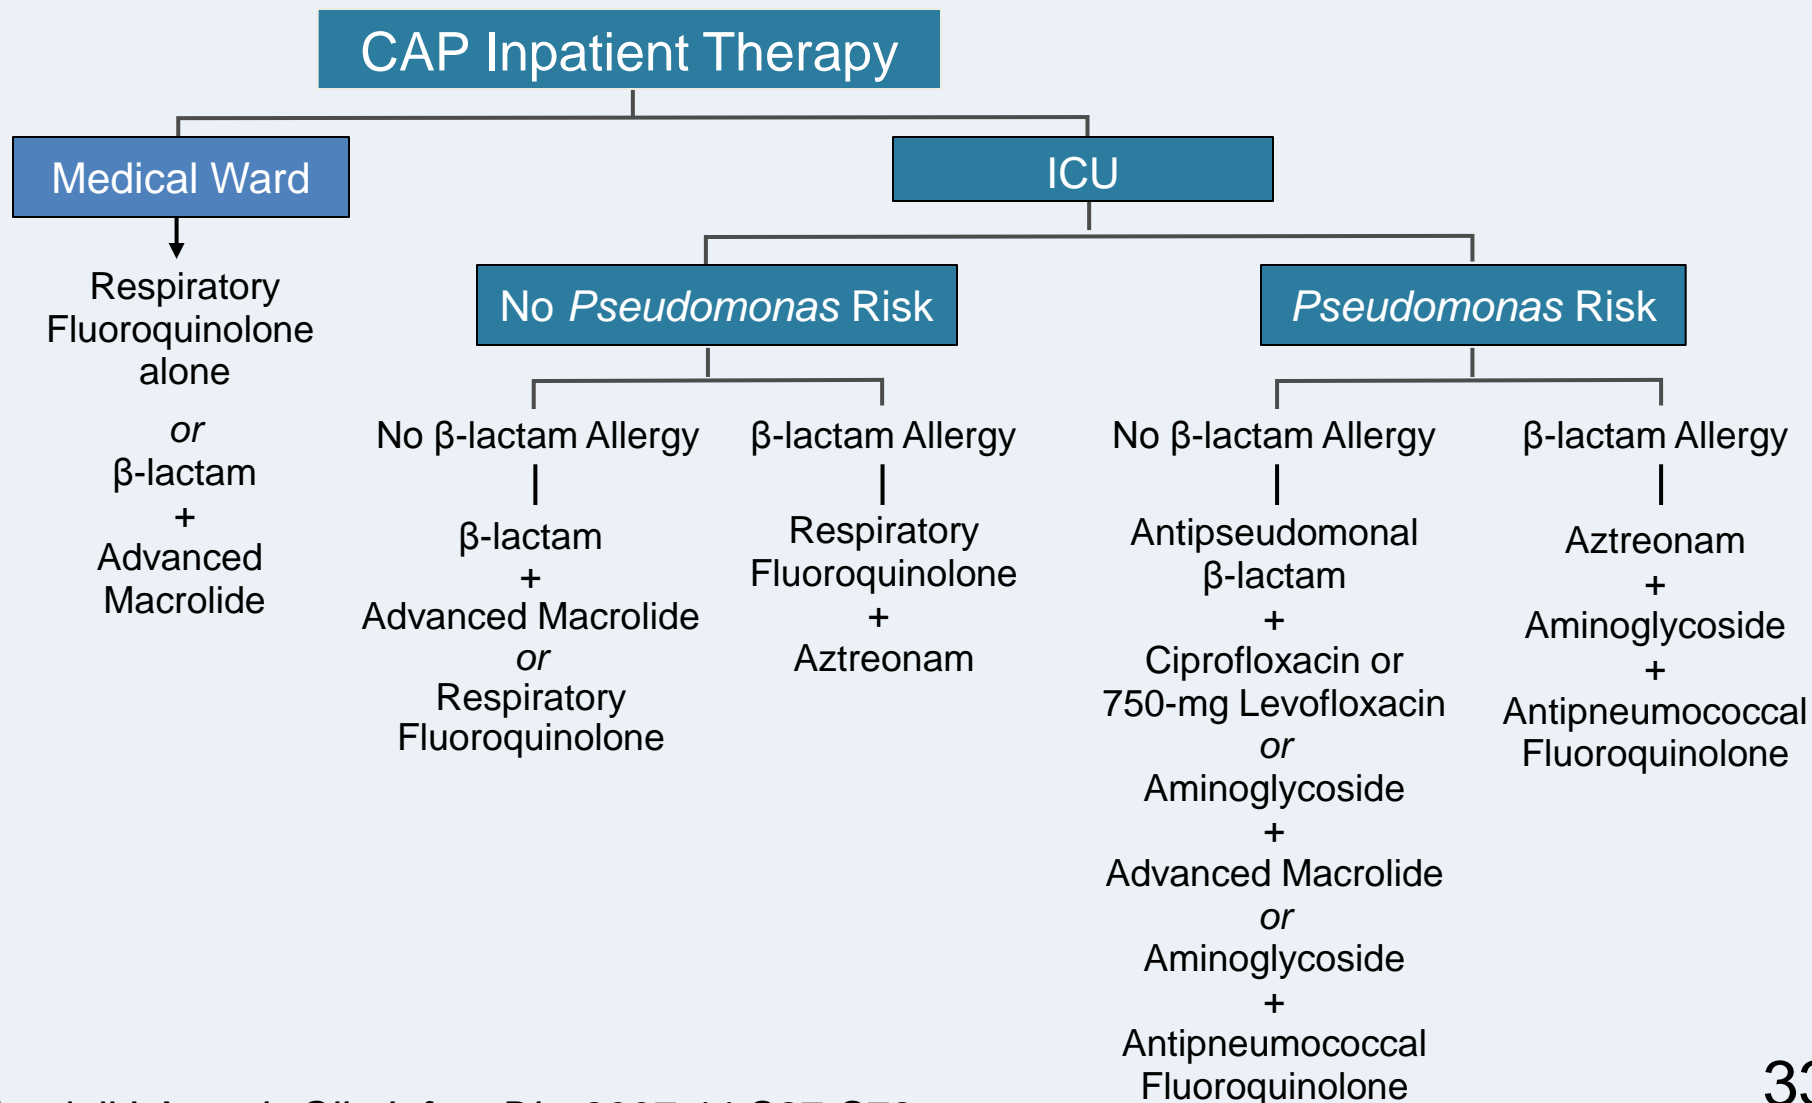 CAP Inpatient Therapy
Medical Ward
Respiratory
Fluoroquinolone
alone
or
β-lactam
+
Advanced
Macrolide
ICU
No Pseudomonas Risk
No β-lactam Allergy
β-lactam
+
Advanced Macrolide
or
Respiratory
Fluoroquinolone
β-lactam Allergy
Respiratory
Fluoroquinolone
+
Aztreonam
Pseudomonas Risk
No β-lactam Allergy
Antipseudomonal
β-lactam
+
Ciprofloxacin or
750-mg Levofloxacin
or
Aminoglycoside
+
Advanced Macrolide
or
Aminoglycoside
+
Antipneumococcal
Fluoroquinolone
β-lactam Allergy
Aztreonam
+
Aminoglycoside
+
Antipneumococcal
Fluoroquinolone